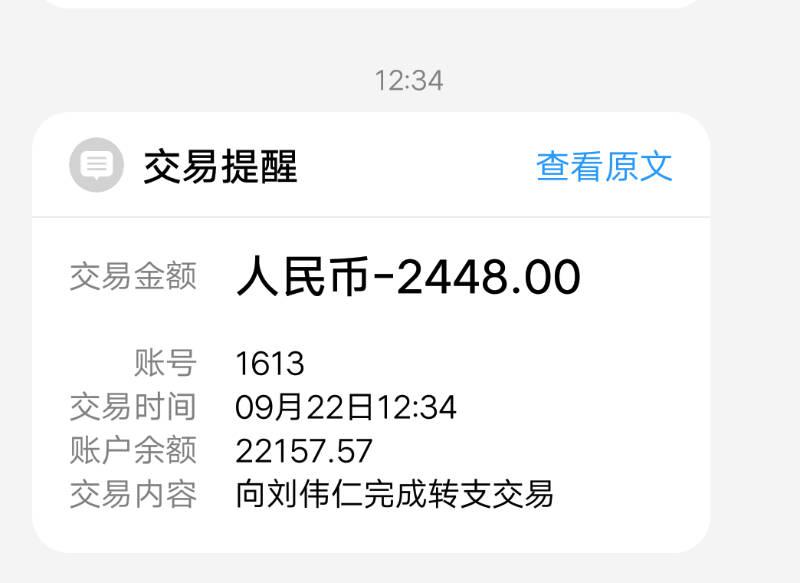 12:34
交易提醒 查看原文
交易金额 人民币-2448.00
账号 1613
交易时间 09月22日12:34
账户余额 22157.57
交易内容 向刘伟仁完成转支交易